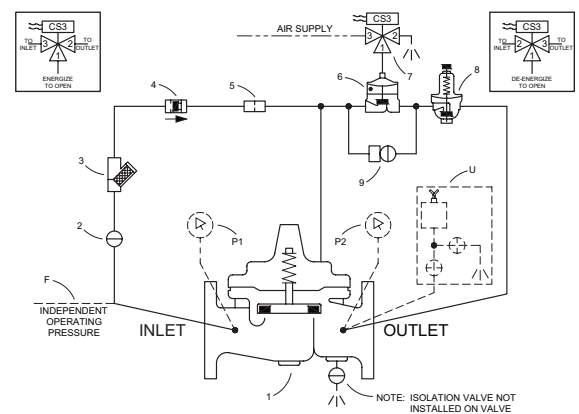 CS3
TO
INLET
3
2
TO
OUTLET
1
ENERGIZE
TO OPEN
AIR SUPPLY
CS3
3
2
1
7
6
8
CS3
TO
INLET
2
3
TO
OUTLET
1
DE-ENERGIZE
TO OPEN
4
5
3
9
U
2
P1
P2
F
INDEPENDENT
OPERATING
PRESSURE
INLET
OUTLET
1
NOTE: ISOLATION VALVE NOT
INSTALLED ON VALVE